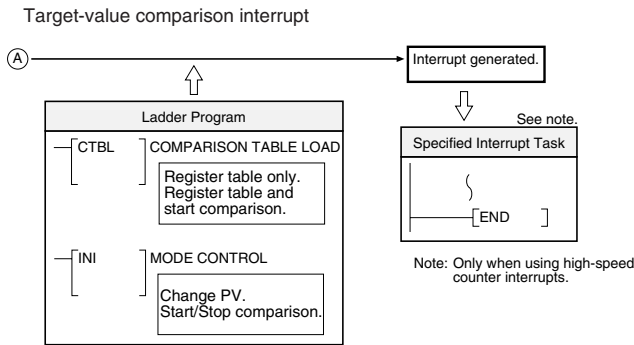 Target-value comparison interrupt
A
Interrupt generated.
Ladder Program
CTBL COMPARISON TABLE LOAD
Register table only.
Register table and
start comparison.
INI MODE CONTROL
Change PV.
Start/Stop comparison.
See note.
Specified Interrupt Task
END
Note: Only when using high-speed
counter interrupts.